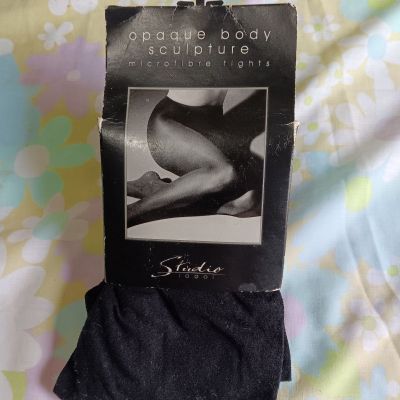 opaque body
sculpture
microfibre tights
Studio